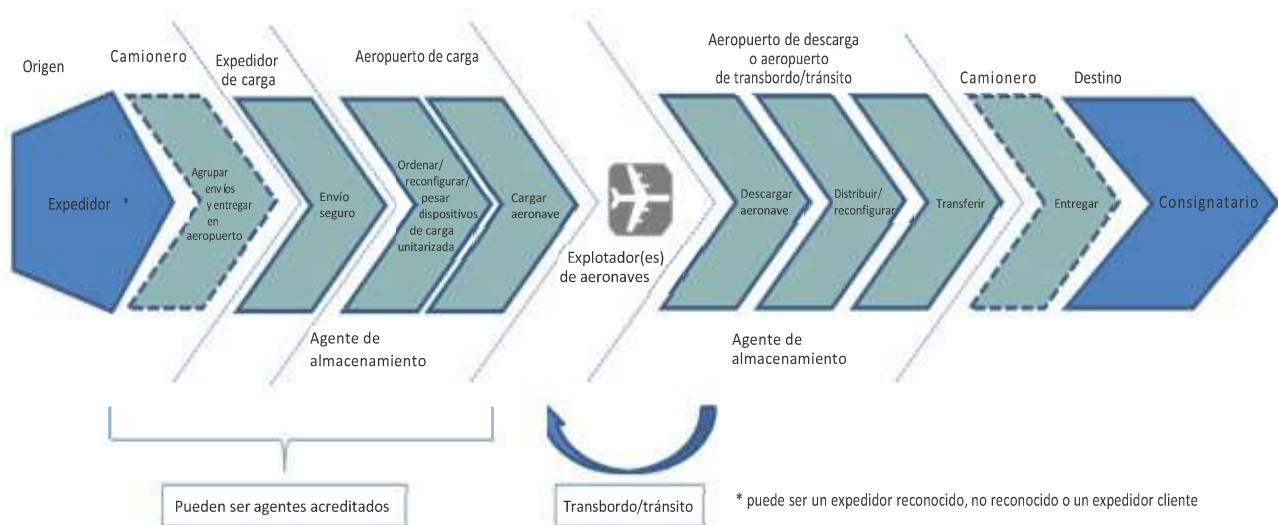 Origen
Camionero
Expedidor
de carga
Aeropuerto de carga
Aeropuerto de descarga
o aeropuerto
de transbordo/tránsito
Camionero
Destino
Expedidor *
Agrupar
envíos
y entregar
en
aeropuerto
Envío
seguro
Ordenar/
reconfigurar/
pesar
dispositivos
de carga
unitarizada
Cargar
aeronave
Explotador(es)
de aeronaves
Descargar
aeronave
Distribuir/
reconfigurar
Transferir
Entregar
Consignatario
Agente de
almacenamiento
Agente de
almacenamiento
Pueden ser agentes acreditados
Transbordo/tránsito
* puede ser un expedidor reconocido, no reconocido o un expedidor cliente